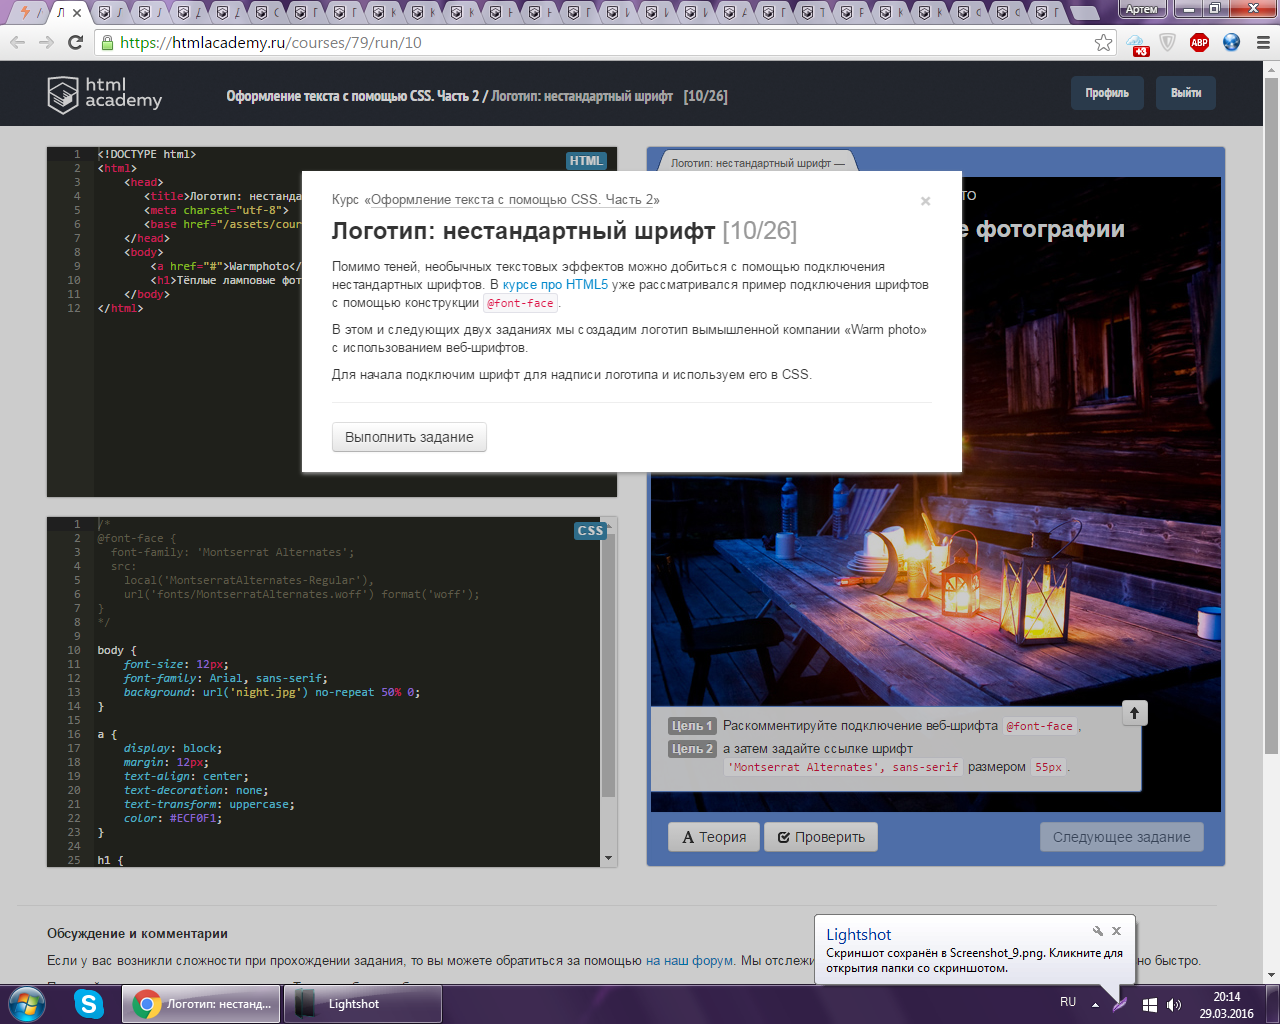 Артем
https://htmlacademy.ru/courses/79/run/10
+3
ABP
html
academy
Оформление текста с помощью CSS. Часть 2 / Логотип: нестандартный шрифт [10/26]
Профиль
Выйти
HTML
1 <!DOCTYPE html>
2 <html>
3 <head>
4 <title>Логотип: нестанда
5 <meta charset="utf-8">
6 <base href="/assets/cour
7 </head>
8 <body>
9 <a href="#">Warmphoto</
10 <h1>Тёплые ламповые фот
11 </body>
12 </html>
Логотип: нестандартный шрифт —
ТО
е фотографии
Курс «Оформление текста с помощью CSS. Часть 2»
Логотип: нестандартный шрифт [10/26]
Помимо теней, необычных текстовых эффектов можно добиться с помощью подключения
нестандартных шрифтов. В курсе про HTML5 уже рассматривался пример подключения шрифтов
с помощью конструкции @font-face.
В этом и следующих двух заданиях мы создадим логотип вымышленной компании «Warm photo»
с использованием веб-шрифтов.
Для начала подключим шрифт для надписи логотипа и используем его в CSS.
Выполнить задание
CSS
1 /*
2 @font-face {
3 font-family: 'Montserrat Alternates';
4 src:
5 local('MontserratAlternates-Regular'),
6 url('fonts/MontserratAlternates.woff') format('woff');
7 }
8 */
9
10 body {
11 font-size: 12px;
12 font-family: Arial, sans-serif;
13 background: url('night.jpg') no-repeat 50% 0;
14 }
15
16 a {
17 display: block;
18 margin: 12px;
19 text-align: center;
20 text-decoration: none;
21 text-transform: uppercase;
22 color: #ECF0F1;
23 }
24
25 h1 {
Цель 1 Раскомментируйте подключение веб-шрифта @font-face,
Цель 2 а затем задайте ссылке шрифт
'Montserrat Alternates', sans-serif размером 55px.
Теория
Проверить
Следующее задание
Обсуждение и комментарии
Если у вас возникли сложности при прохождении задания, то вы можете обратиться за помощью на наш форум. Мы отслежи
но быстро.
Lightshot
Скриншот сохранён в Screenshot_9.png. Кликните для
открытия папки со скриншотом.
Логотип: нестанд...
Lightshot
RU
20:14
29.03.2016